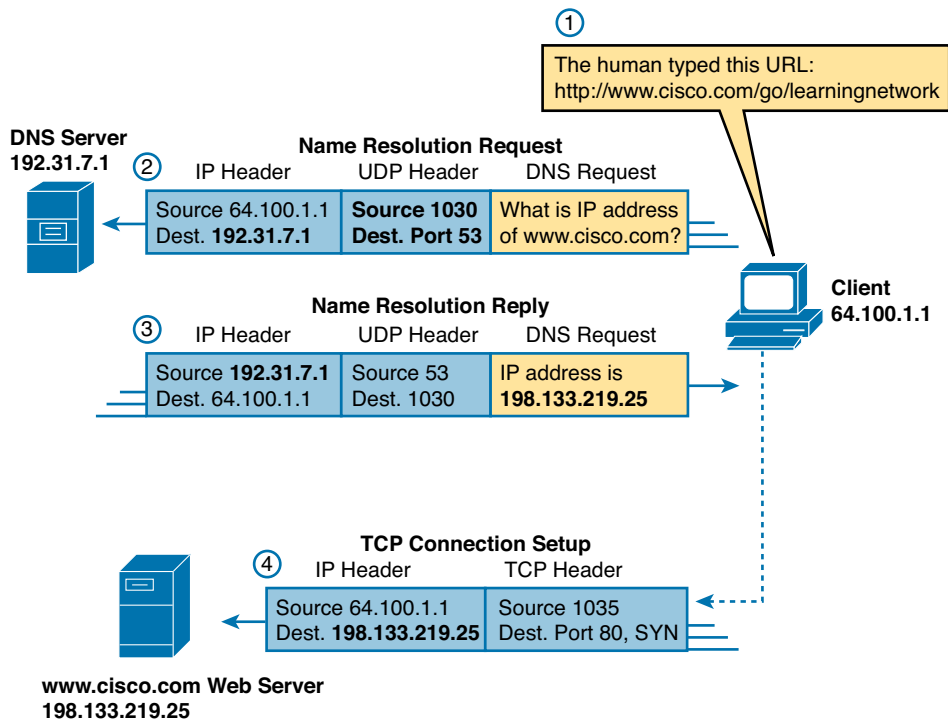 1
The human typed this URL:
http://www.cisco.com/go/learningnetwork
DNS Server
192.31.7.1
Name Resolution Request
2
IP Header
UDP Header
DNS Request
Source 64.100.1.1
Dest. 192.31.7.1
Source 1030
Dest. Port 53
What is IP address
of www.cisco.com?
Client
64.100.1.1
Name Resolution Reply
3
IP Header
UDP Header
DNS Request
Source 192.31.7.1
Dest. 64.100.1.1
Source 53
Dest. 1030
IP address is
198.133.219.25
TCP Connection Setup
4
IP Header
TCP Header
Source 64.100.1.1
Dest. 198.133.219.25
Source 1035
Dest. Port 80, SYN
www.cisco.com Web Server
198.133.219.25